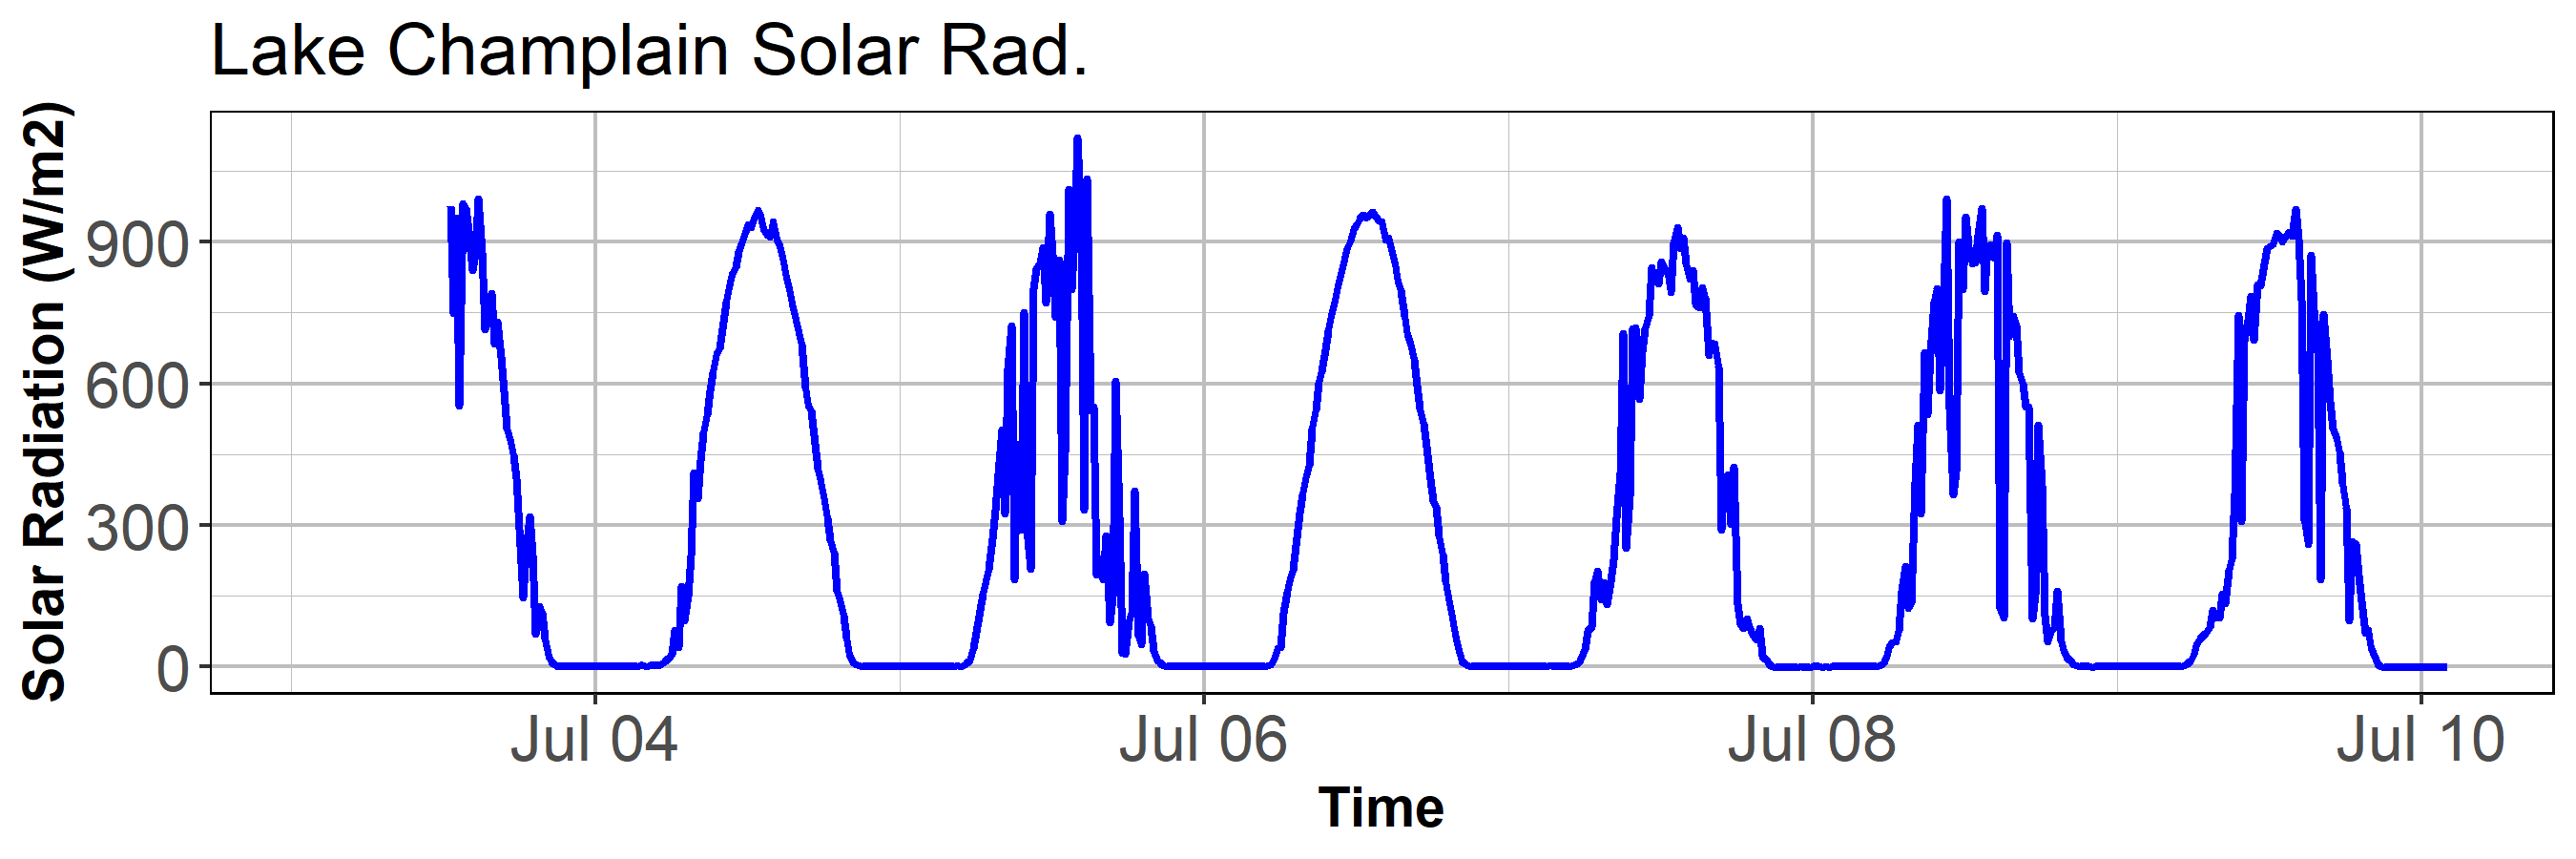 Lake Champlain Solar Rad.
Solar Radiation (W/m2)
900
600
300
0
Jul 04 Jul 06 Jul 08 Jul 10
Time